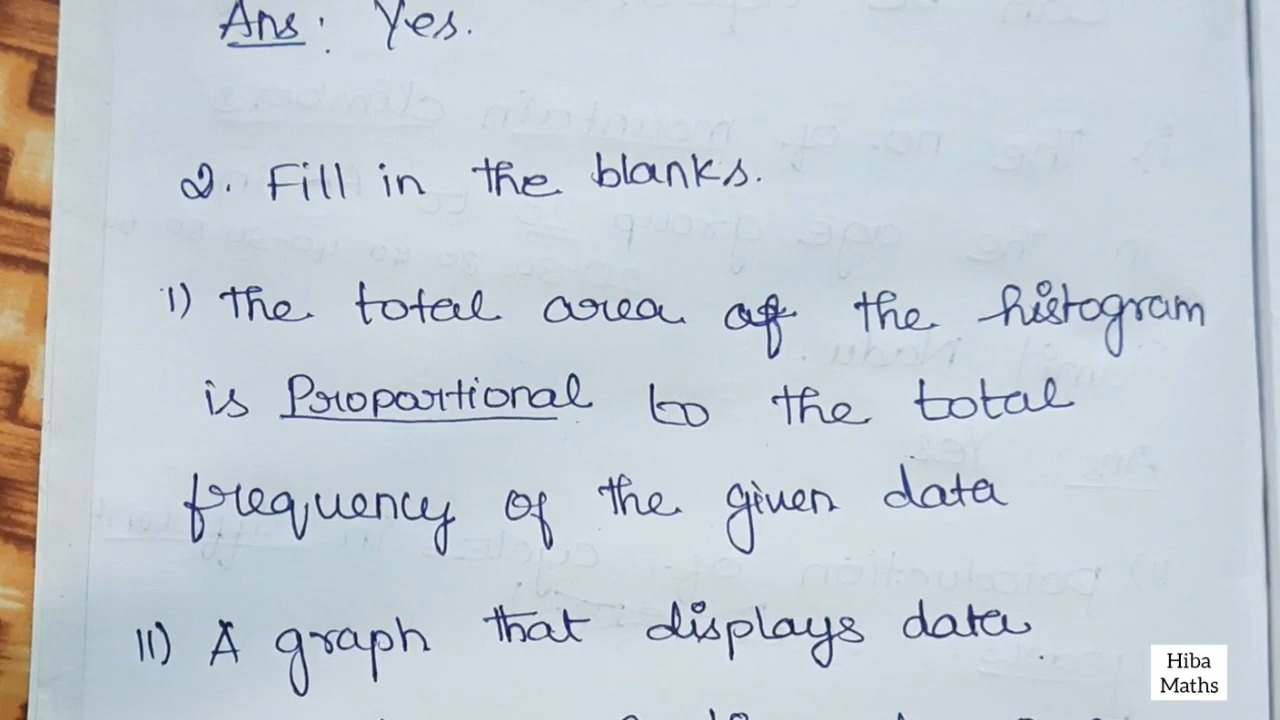 Ans: Yes.
2. Fill in the blanks.
i) The total area of the histogram
is Proportional to the total
frequency of the given data
ii) A graph that displays data
Hiba
Maths